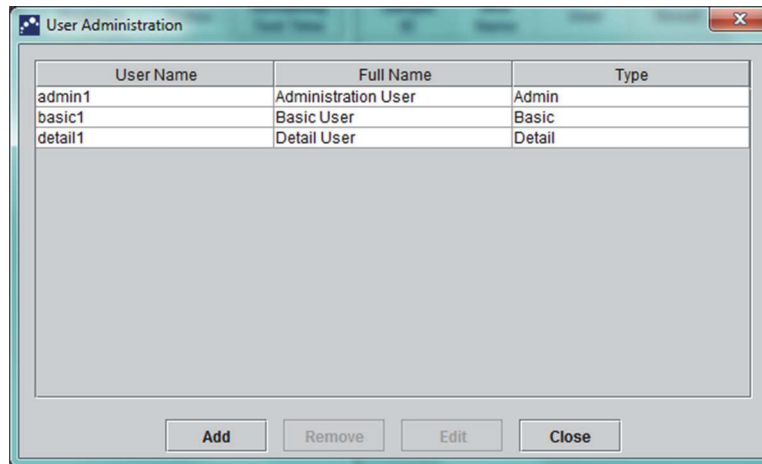 User Administration
User Name Full Name Type
admin1 Administration User Admin
basic1 Basic User Basic
detail1 Detail User Detail
Add Remove Edit Close